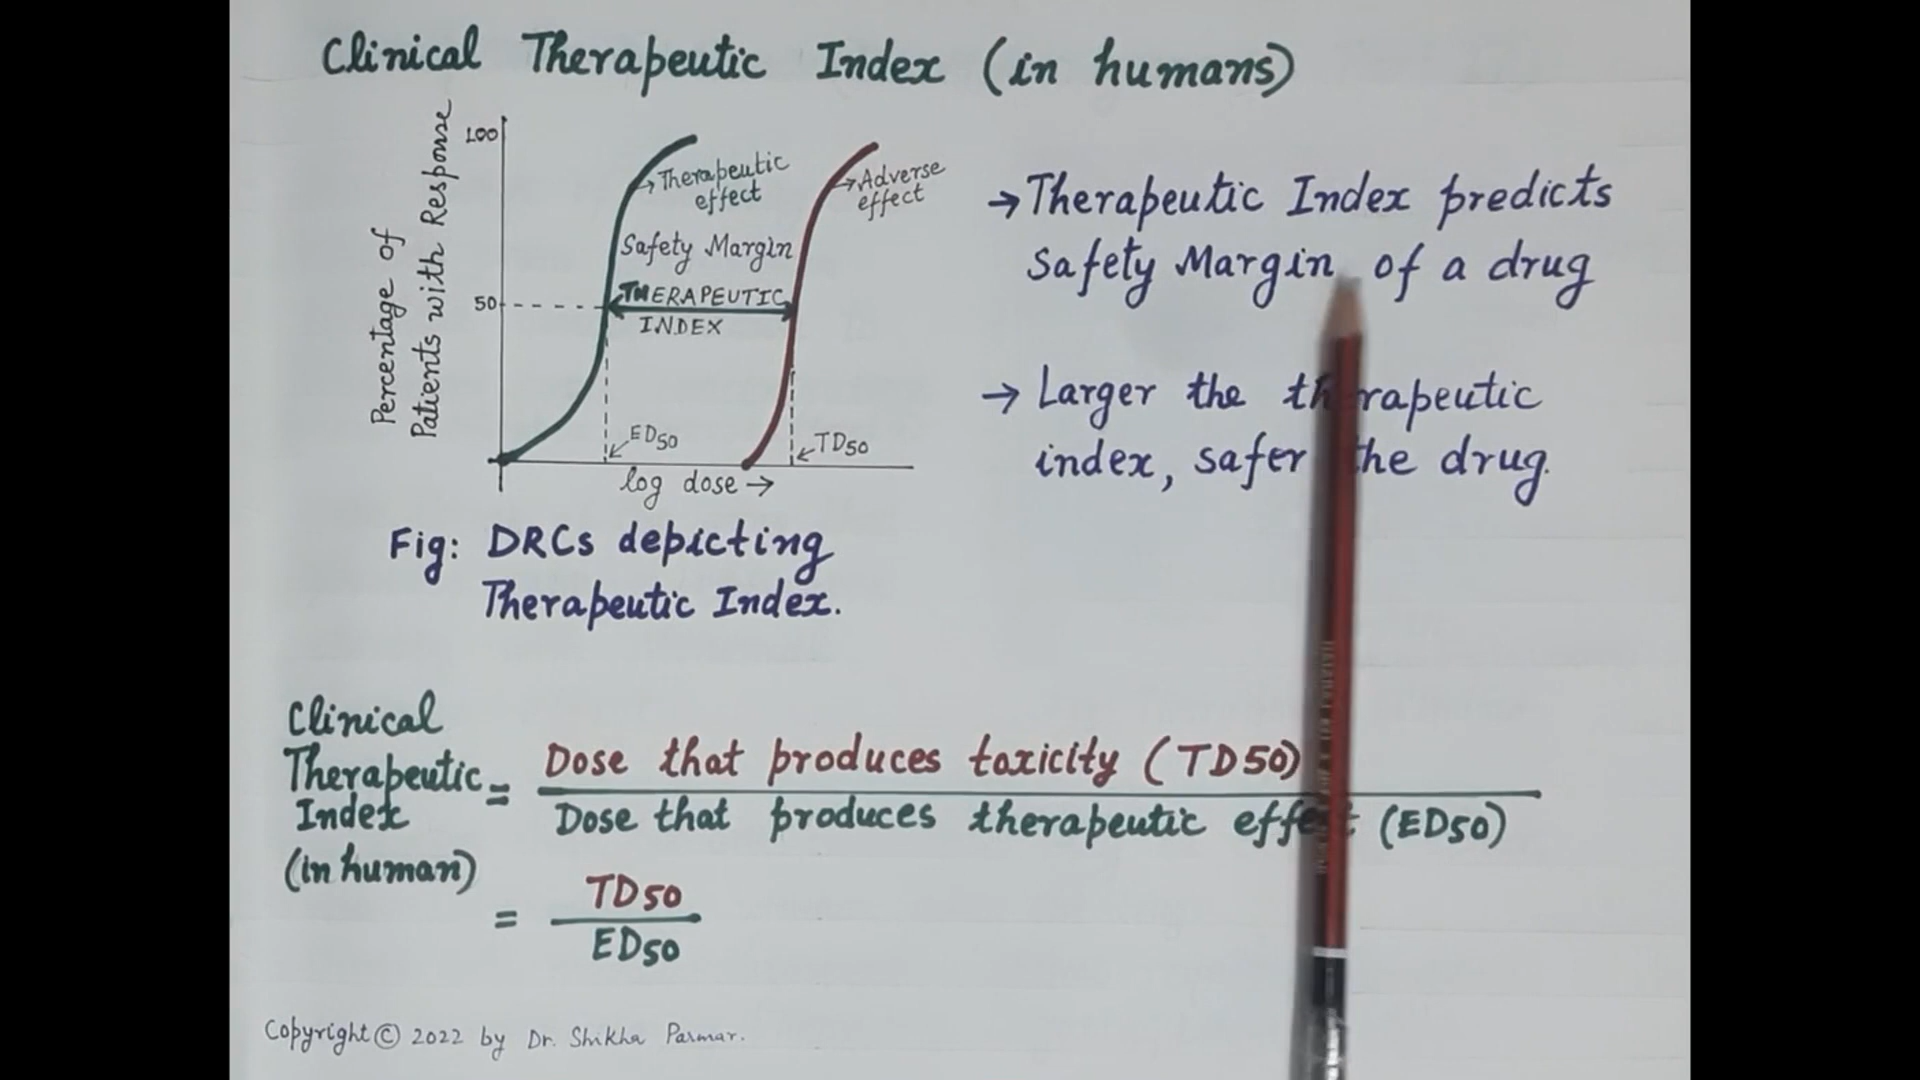 Clinical Therapeutic Index (in humans)
Percentage of
Patients with Response
100
50
Therapeutic
effect
Adverse
effect
Safety Margin
THERAPEUTIC
INDEX
ED50
TD50
log dose →
Fig: DRCs depicting
Therapeutic Index.
→ Therapeutic Index predicts
Safety Margin of a drug
→ Larger the therapeutic
index, safer the drug.
Clinical
Therapeutic
Index
(in human)
=
Dose that produces toxicity (TD50)
Dose that produces therapeutic effect (ED50)
=
TD50
ED50
Copyright © 2022 by Dr. Shikha Parmar.